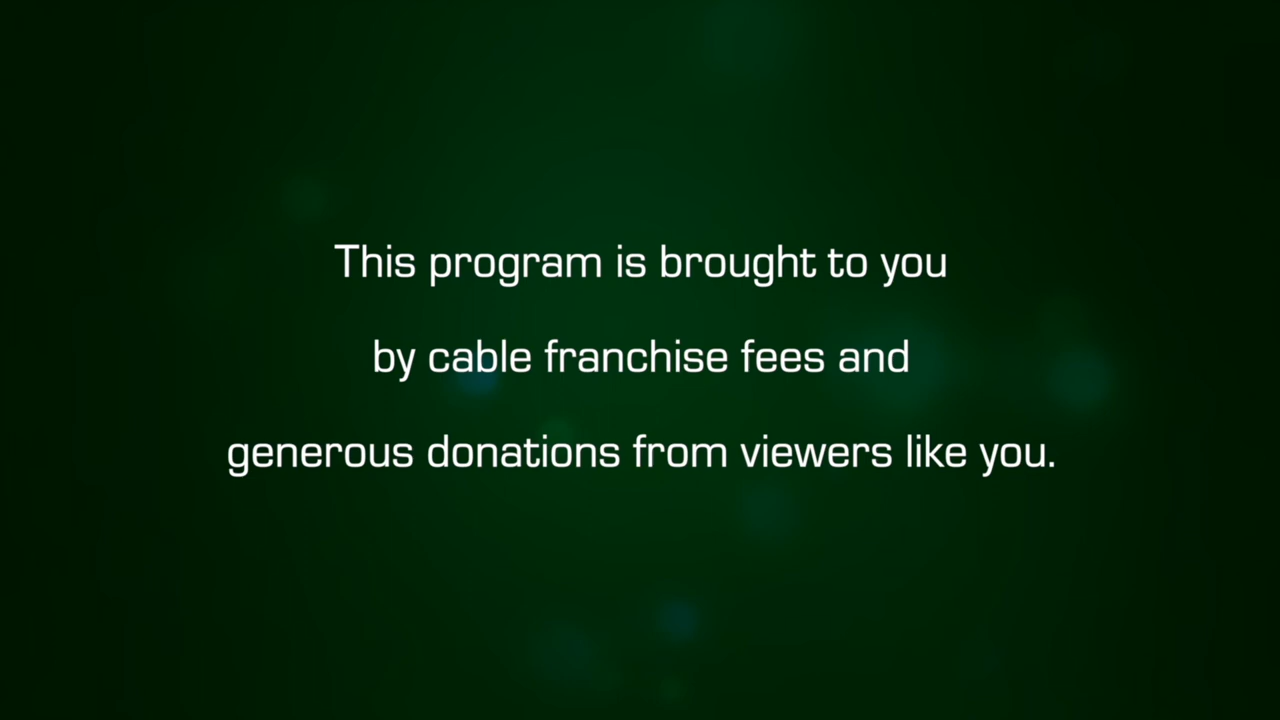 This program is brought to you
by cable franchise fees and
generous donations from viewers like you.